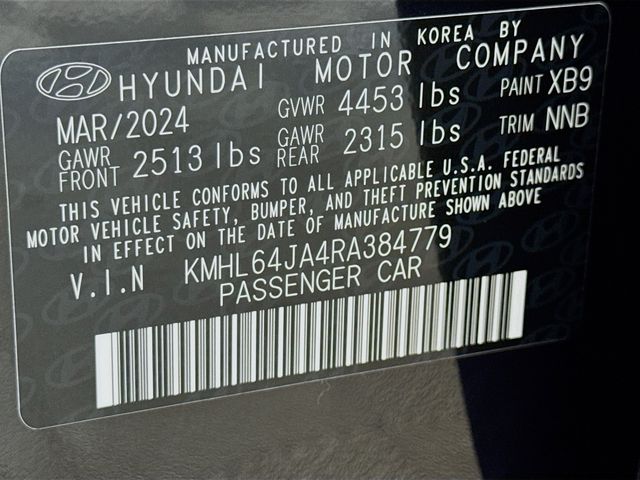 MANUFACTURED IN KOREA BY
HYUNDAI MOTOR COMPANY
MAR/2024 GVWR 4453 lbs PAINT XB9
GAWR FRONT 2513 lbs GAWR REAR 2315 lbs TRIM NNB
THIS VEHICLE CONFORMS TO ALL APPLICABLE U.S.A. FEDERAL
MOTOR VEHICLE SAFETY, BUMPER, AND THEFT PREVENTION STANDARDS
IN EFFECT ON THE DATE OF MANUFACTURE SHOWN ABOVE
V.I.N KMHL64JA4RA384779
PASSENGER CAR